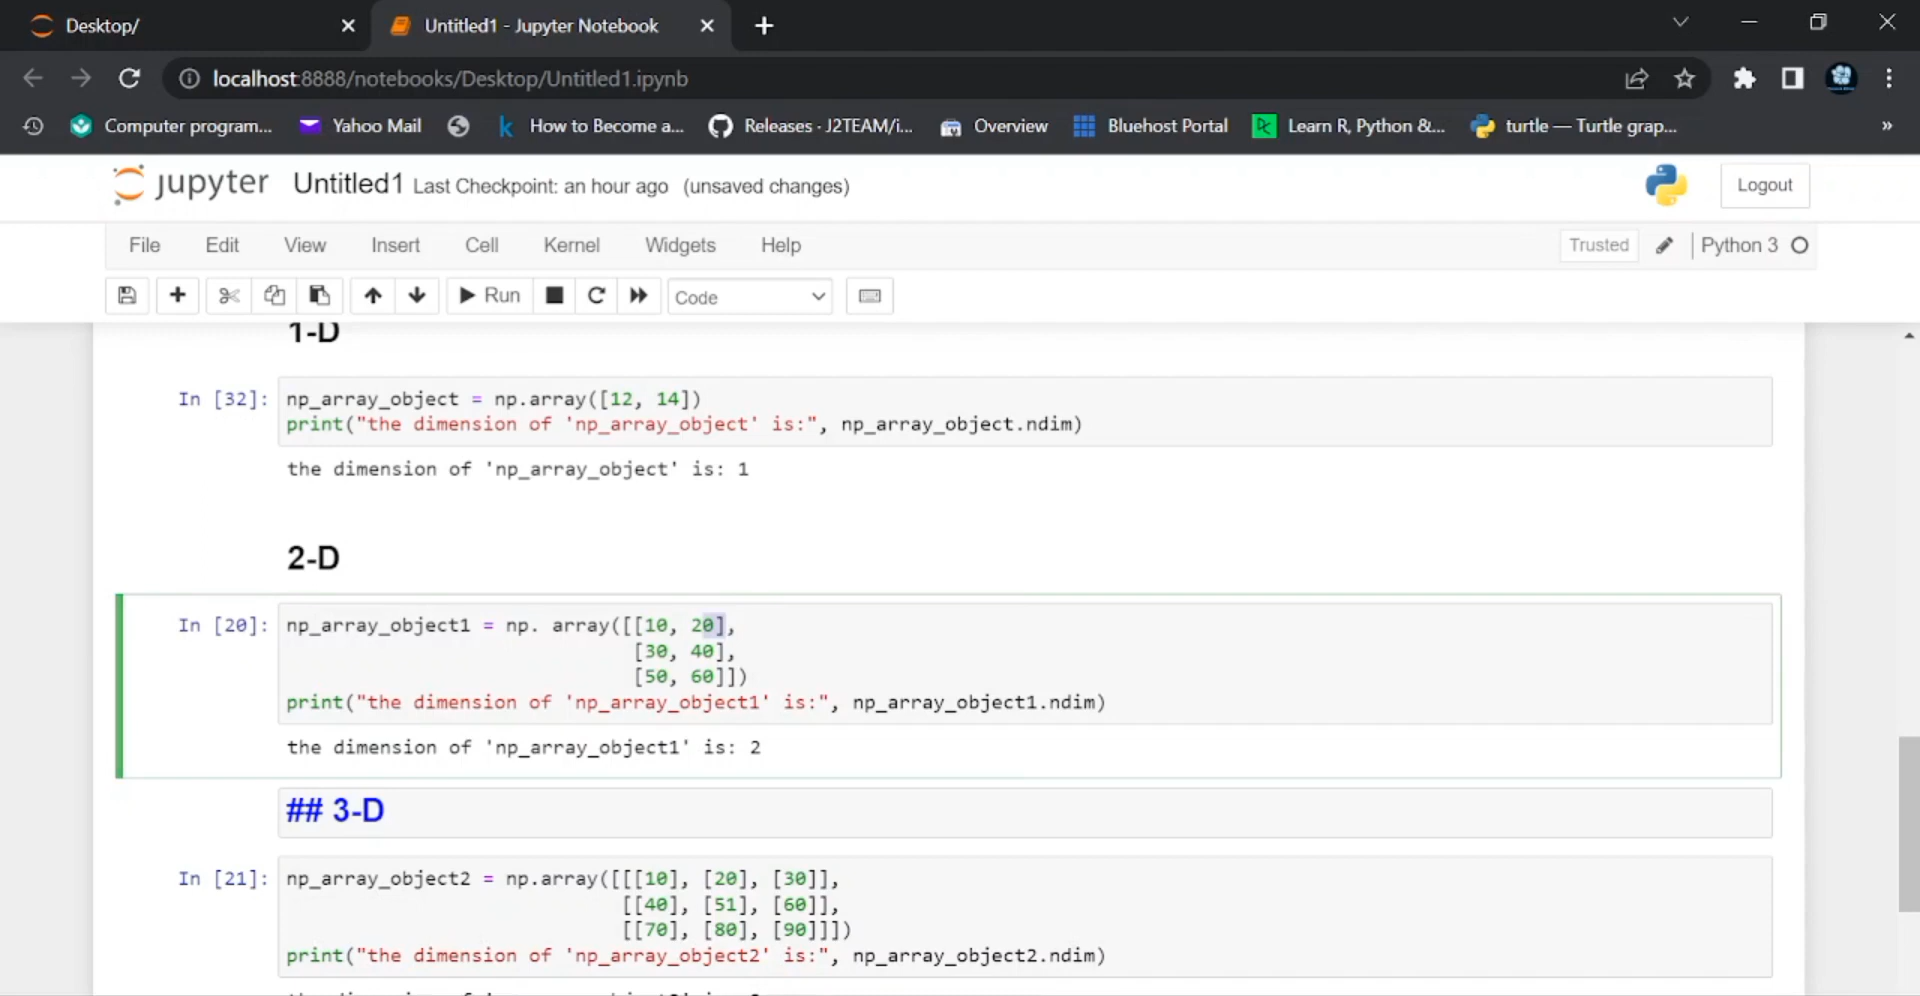 Desktop/
Untitled1 - Jupyter Notebook
localhost:8888/notebooks/Desktop/Untitled1.ipynb
Computer program... Yahoo Mail How to Become a... Releases · J2TEAM/i... Overview Bluehost Portal Learn R, Python &... turtle — Turtle grap... »
jupyter Untitled1 Last Checkpoint: an hour ago (unsaved changes) Logout
File Edit View Insert Cell Kernel Widgets Help Trusted Python 3
Run Code
1-D
In [32]: np_array_object = np.array([12, 14])
print("the dimension of 'np_array_object' is:", np_array_object.ndim)
the dimension of 'np_array_object' is: 1
2-D
In [20]: np_array_object1 = np. array([[10, 20],
[30, 40],
[50, 60]])
print("the dimension of 'np_array_object1' is:", np_array_object1.ndim)
the dimension of 'np_array_object1' is: 2
## 3-D
In [21]: np_array_object2 = np.array([[[10], [20], [30]],
[[40], [51], [60]],
[[70], [80], [90]]])
print("the dimension of 'np_array_object2' is:", np_array_object2.ndim)